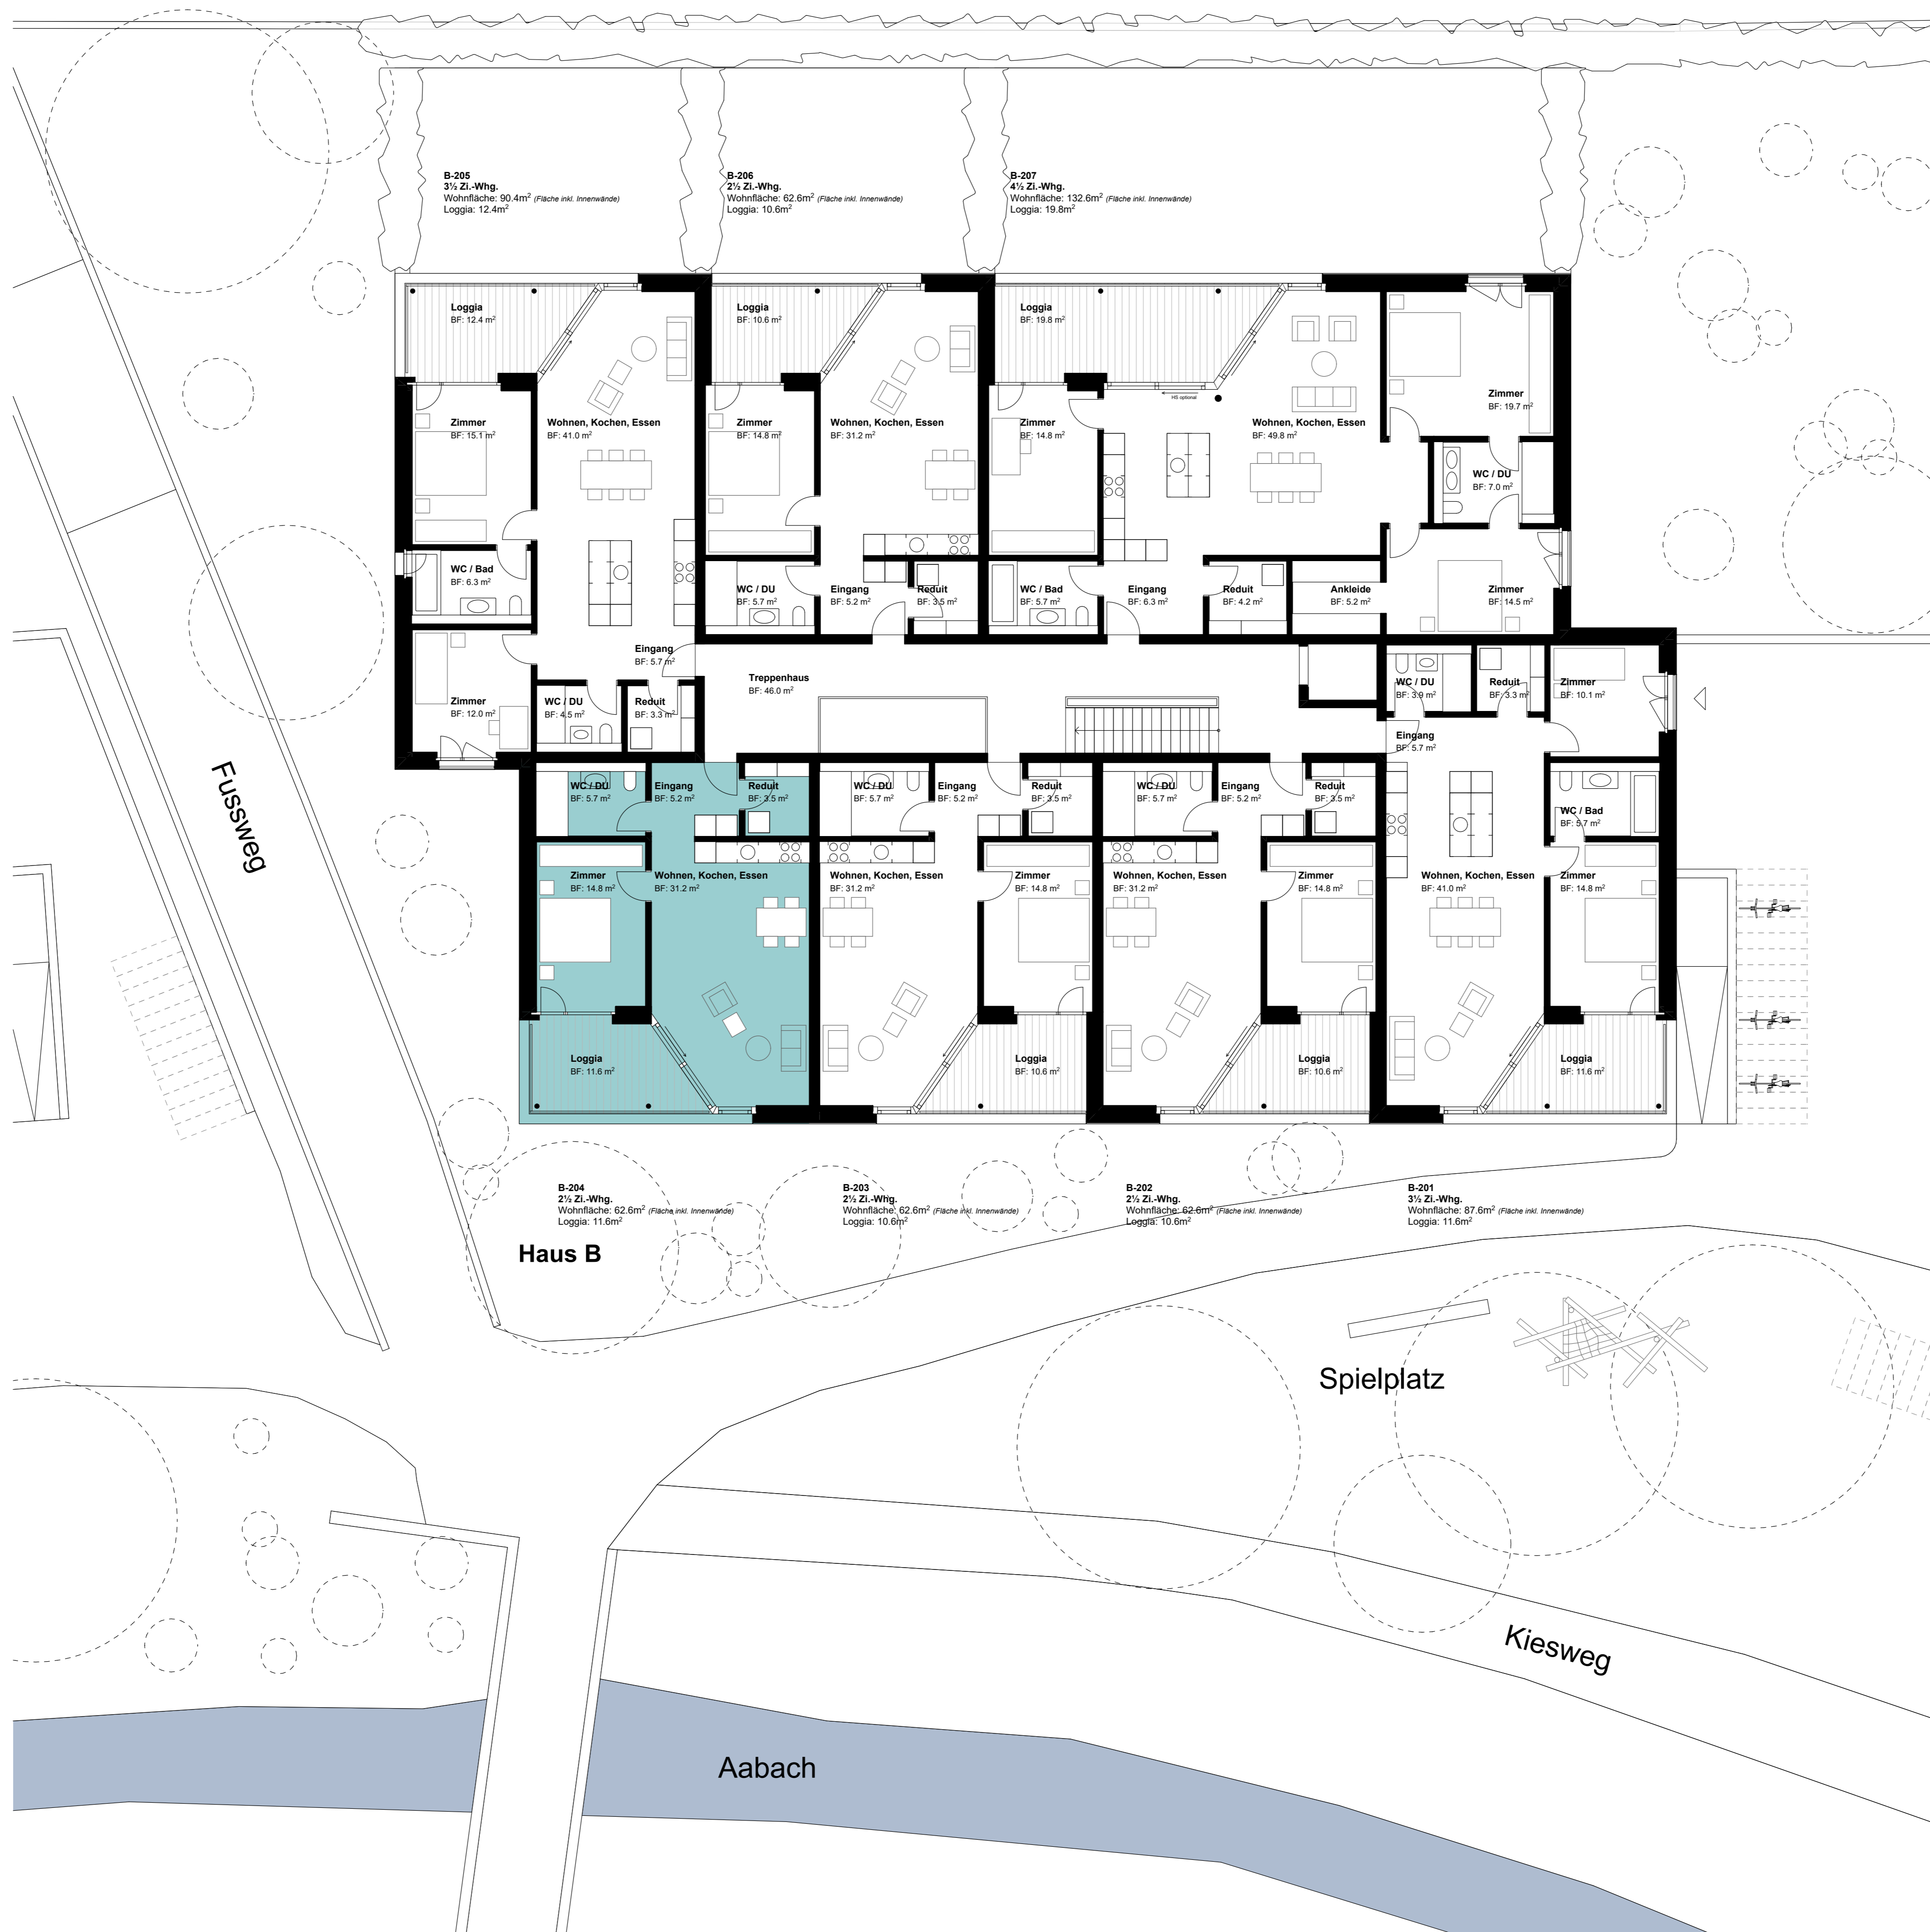 B-205
3½ Zi.-Whg.
Wohnfläche: 90.4m² (Fläche inkl. Innenwände)
Loggia: 12.4m²
B-206
2½ Zi.-Whg.
Wohnfläche: 62.6m² (Fläche inkl. Innenwände)
Loggia: 10.6m²
B-207
4½ Zi.-Whg.
Wohnfläche: 132.6m² (Fläche inkl. Innenwände)
Loggia: 19.8m²
Loggia
BF: 12.4 m²
Loggia
BF: 10.6 m²
Loggia
BF: 19.8 m²
HS optional
Zimmer
BF: 19.7 m²
Zimmer
BF: 15.1 m²
Wohnen, Kochen, Essen
BF: 41.0 m²
Zimmer
BF: 14.8 m²
Wohnen, Kochen, Essen
BF: 31.2 m²
Zimmer
BF: 14.8 m²
Wohnen, Kochen, Essen
BF: 49.8 m²
WC / DU
BF: 7.0 m²
WC / Bad
BF: 6.3 m²
WC / DU
BF: 5.7 m²
Eingang
BF: 5.2 m²
Reduit
BF: 3.5 m²
WC / Bad
BF: 5.7 m²
Eingang
BF: 6.3 m²
Reduit
BF: 4.2 m²
Ankleide
BF: 5.2 m²
Zimmer
BF: 14.5 m²
Eingang
BF: 5.7 m²
Treppenhaus
BF: 46.0 m²
WC / DU
BF: 3.9 m²
Reduit
BF: 3.3 m²
Zimmer
BF: 10.1 m²
Zimmer
BF: 12.0 m²
WC / DU
BF: 4.5 m²
Reduit
BF: 3.3 m²
Eingang
BF: 5.7 m²
WC / DU
BF: 5.7 m²
Eingang
BF: 5.2 m²
Reduit
BF: 3.5 m²
WC / DU
BF: 5.7 m²
Eingang
BF: 5.2 m²
Reduit
BF: 3.5 m²
WC / DU
BF: 5.7 m²
Eingang
BF: 5.2 m²
Reduit
BF: 3.5 m²
WC / Bad
BF: 5.7 m²
Fussweg
Zimmer
BF: 14.8 m²
Wohnen, Kochen, Essen
BF: 31.2 m²
Wohnen, Kochen, Essen
BF: 31.2 m²
Zimmer
BF: 14.8 m²
Wohnen, Kochen, Essen
BF: 31.2 m²
Zimmer
BF: 14.8 m²
Wohnen, Kochen, Essen
BF: 41.0 m²
Zimmer
BF: 14.8 m²
Loggia
BF: 11.6 m²
Loggia
BF: 10.6 m²
Loggia
BF: 10.6 m²
Loggia
BF: 11.6 m²
B-204
2½ Zi.-Whg.
Wohnfläche: 62.6m² (Fläche inkl. Innenwände)
Loggia: 11.6m²
B-203
2½ Zi.-Whg.
Wohnfläche: 62.6m² (Fläche inkl. Innenwände)
Loggia: 10.6m²
B-202
2½ Zi.-Whg.
Wohnfläche: 62.6m² (Fläche inkl. Innenwände)
Loggia: 10.6m²
B-201
3½ Zi.-Whg.
Wohnfläche: 87.6m² (Fläche inkl. Innenwände)
Loggia: 11.6m²
Haus B
Spielplatz
Kiesweg
Aabach